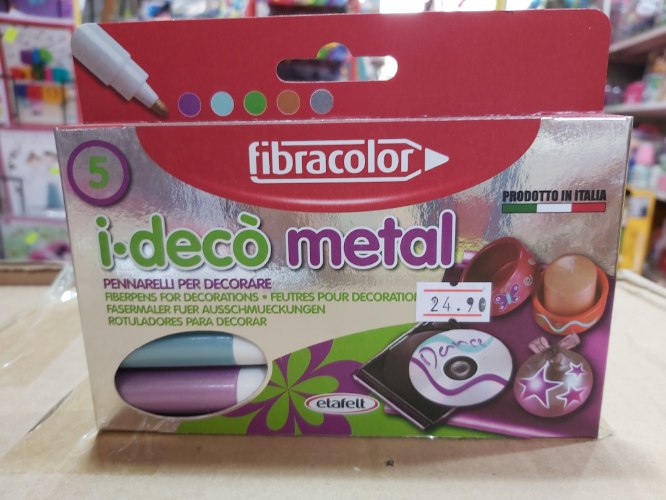 fibracolor
5
PRODOTTO IN ITALIA
i·decò metal
PENNARELLI PER DECORARE
FIBERPENS FOR DECORATIONS • FEUTRES POUR DECORATION
FASERMALER FUER AUSSCHMUECKUNGEN
ROTULADORES PARA DECORAR
24.90
Dance
etafelt